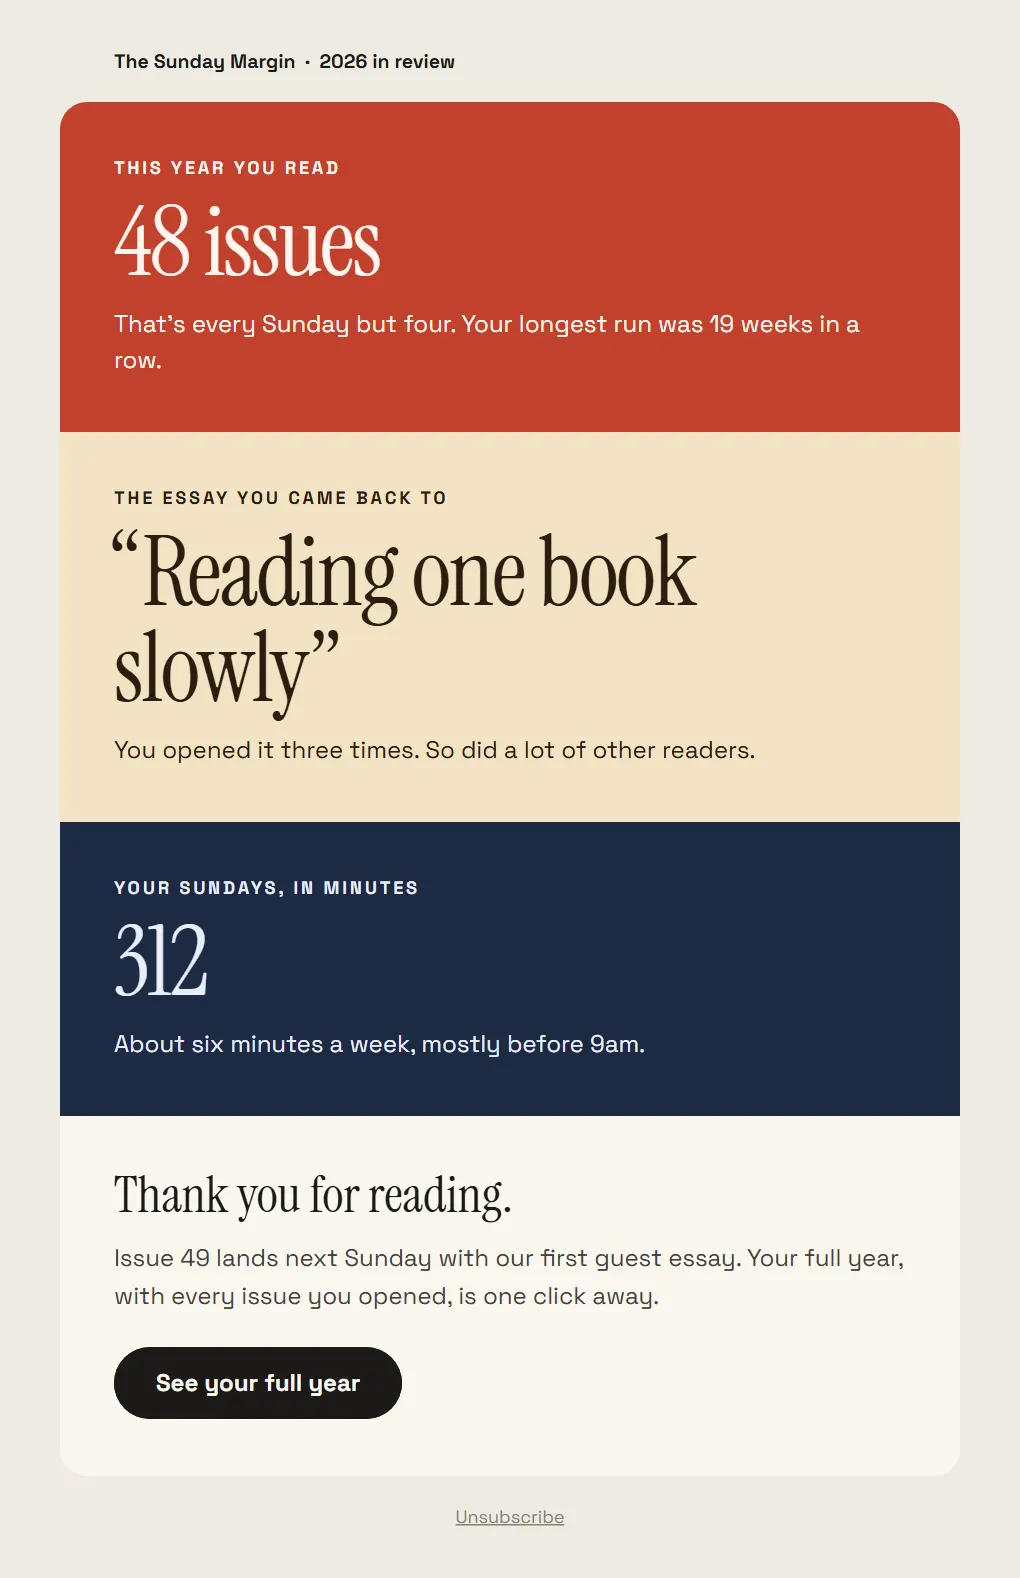 The Sunday Margin · 2026 in review
THIS YEAR YOU READ
48 issues
That’s every Sunday but four. Your longest run was 19 weeks in a
row.
THE ESSAY YOU CAME BACK TO
“Reading one book
slowly”
You opened it three times. So did a lot of other readers.
YOUR SUNDAYS, IN MINUTES
312
About six minutes a week, mostly before 9am.
Thank you for reading.
Issue 49 lands next Sunday with our first guest essay. Your full year,
with every issue you opened, is one click away.
See your full year
Unsubscribe